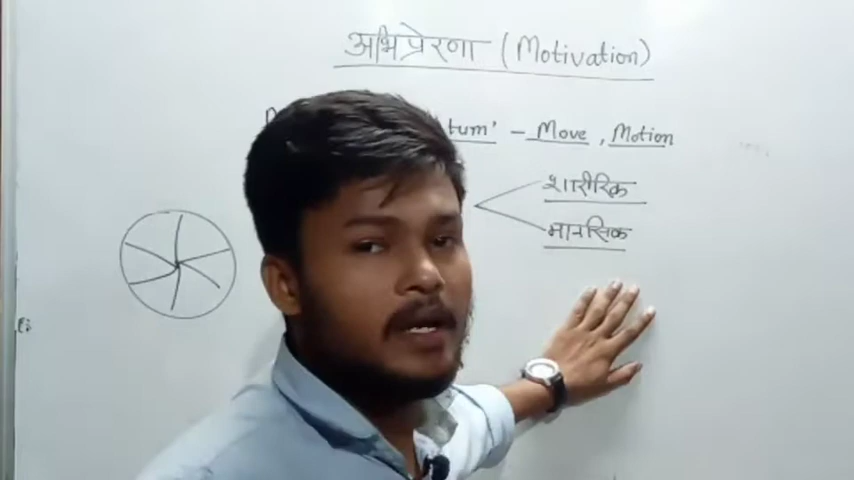 अभिप्रेरणा (Motivation)
tum' - Move, Motion
शारीरिक
मानसिक